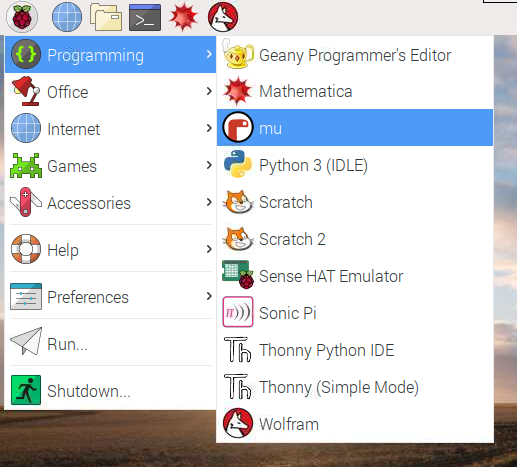 Programming
Office
Internet
Games
Accessories
Help
Preferences
Run...
Shutdown...
Geany Programmer's Editor
Mathematica
mu
Python 3 (IDLE)
Scratch
Scratch 2
Sense HAT Emulator
Sonic Pi
Thonny Python IDE
Thonny (Simple Mode)
Wolfram